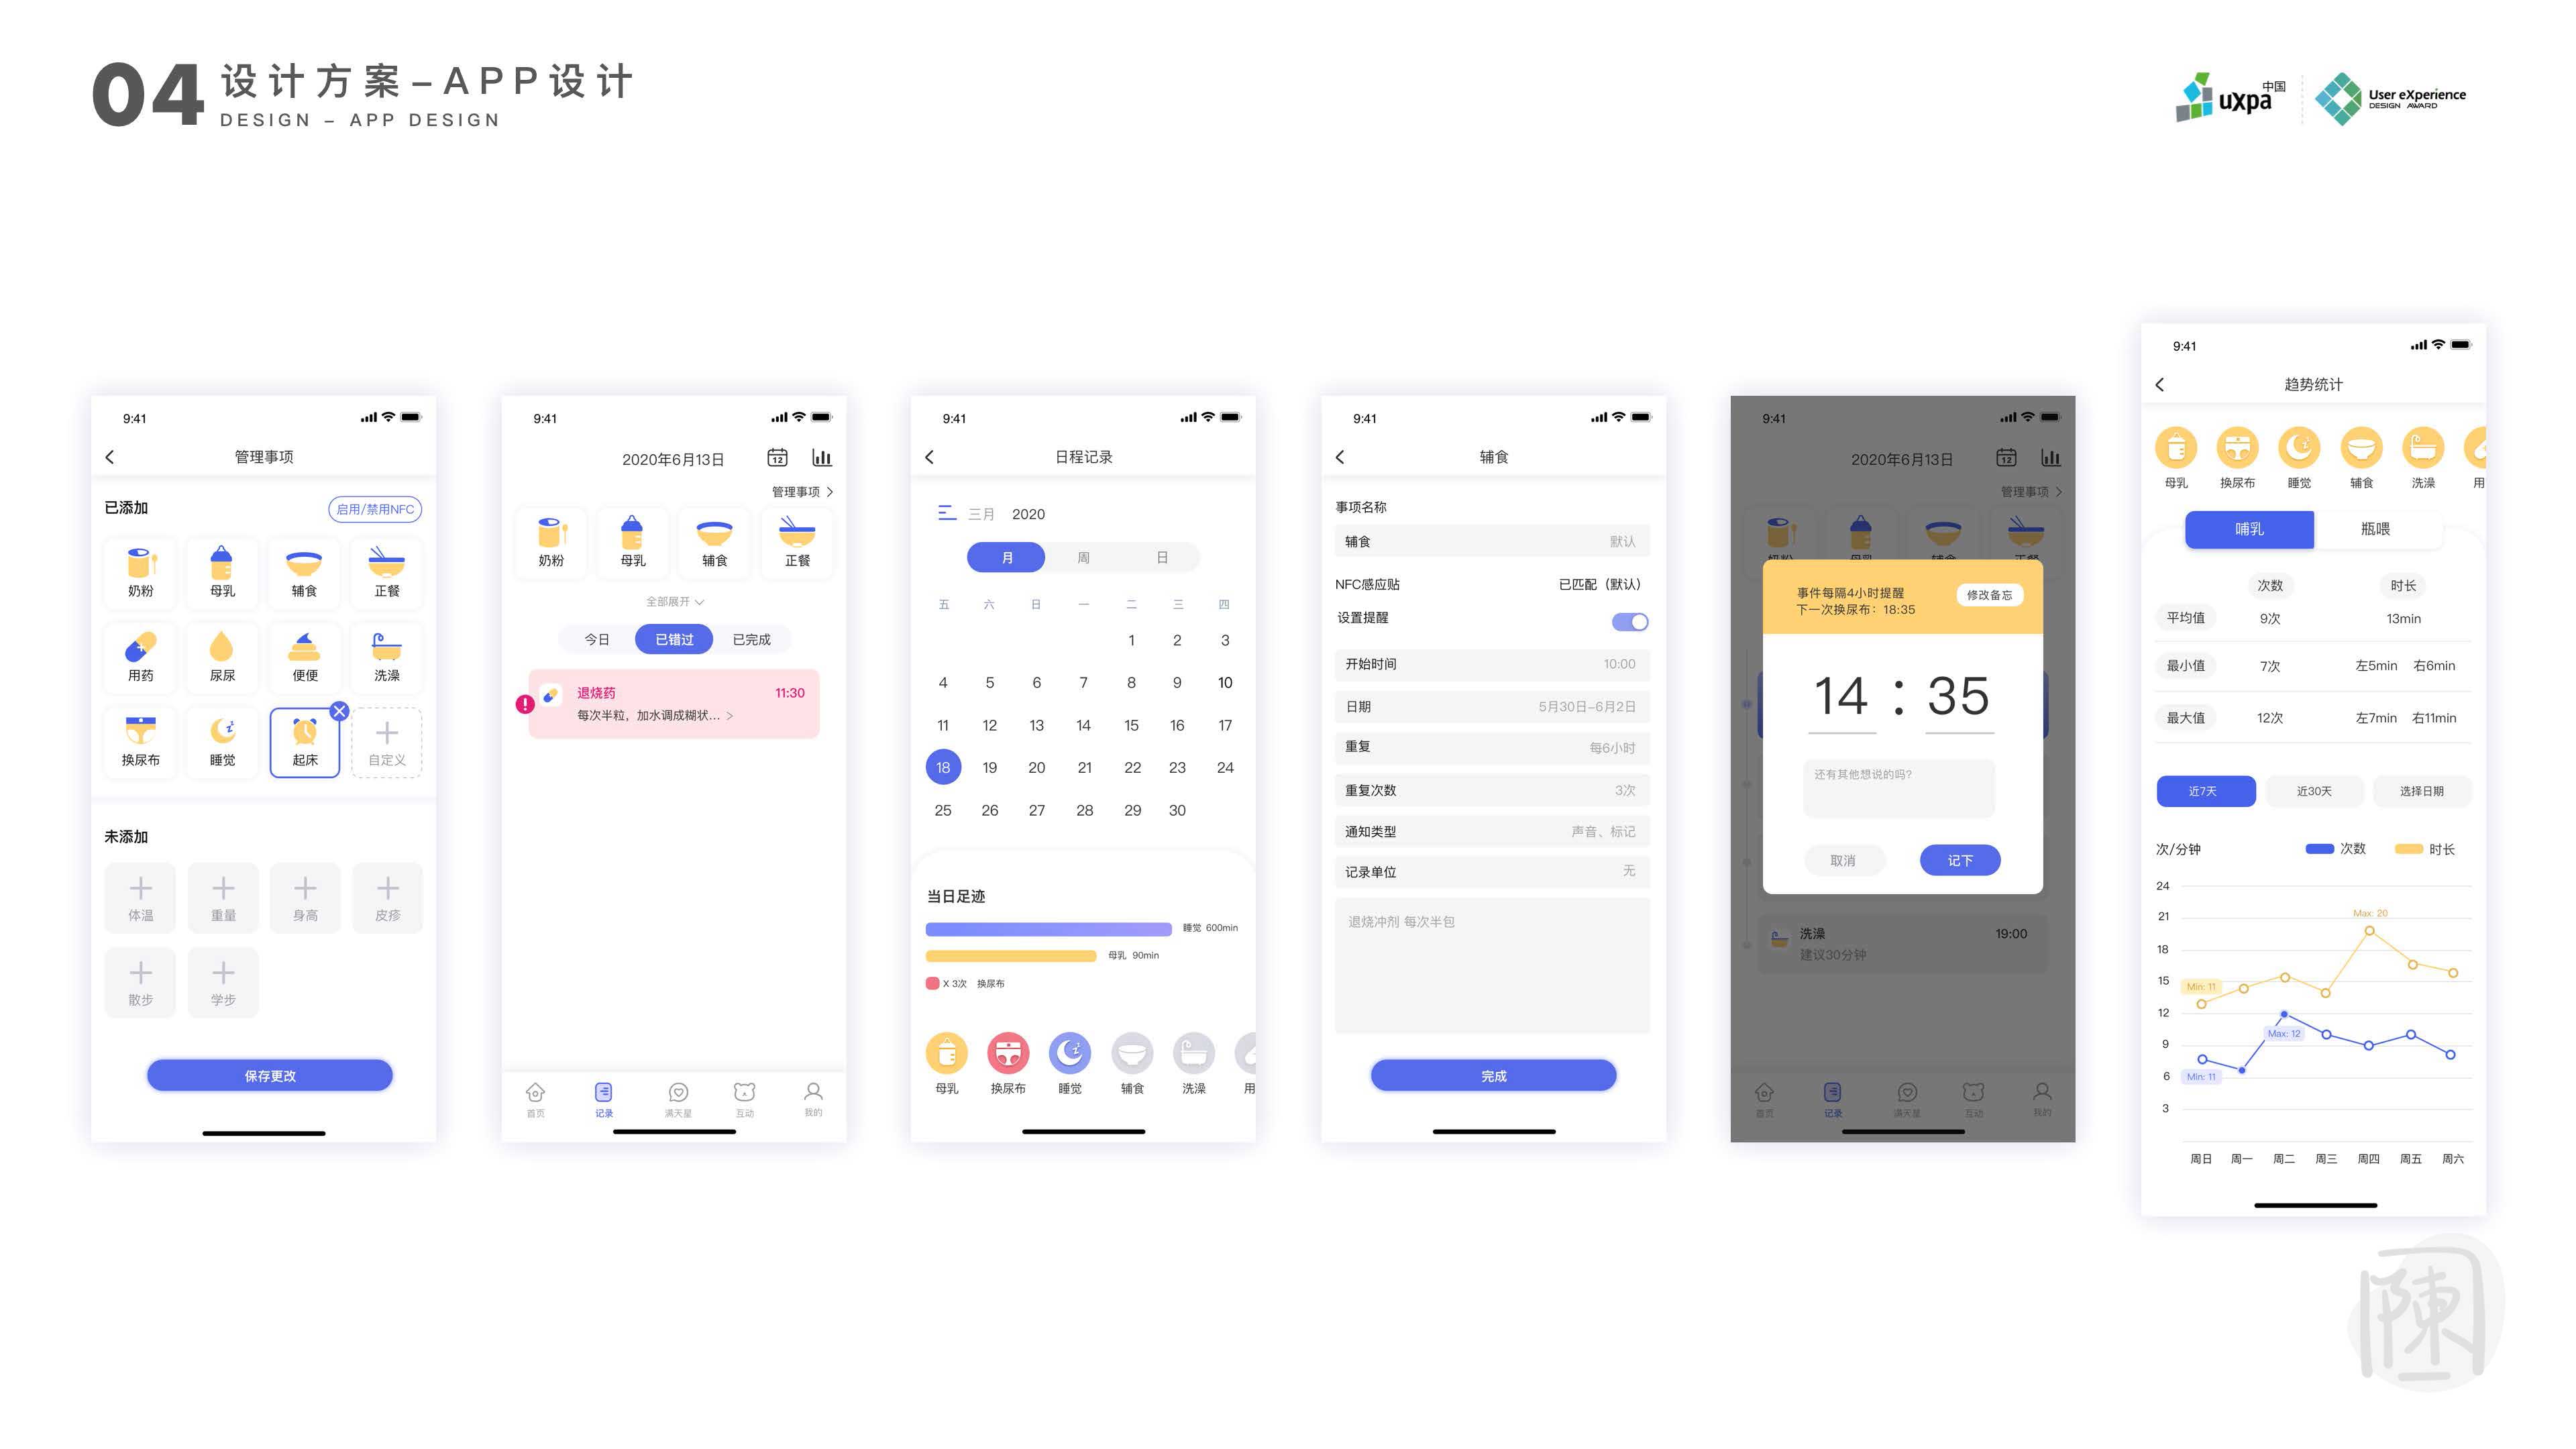 04
设计方案–APP设计
DESIGN – APP DESIGN
uxpa 中国
User eXperience
DESIGN AWARD
9:41
管理事项
已添加
启用/禁用NFC
奶粉 母乳 辅食 正餐
用药 尿尿 便便 洗澡
换尿布 睡觉 起床 自定义
未添加
体温 重量 身高 皮疹
散步 学步
保存更改
9:41
2020年6月13日 12
管理事项
奶粉 母乳 辅食 正餐
全部展开
今日 已错过 已完成
退烧药 11:30
每次半粒，加水调成糊状...
首页 记录 满天星 互动 我的
9:41
日程记录
三月 2020
月 周 日
五 六 日 一 二 三 四
1 2 3
4 5 6 7 8 9 10
11 12 13 14 15 16 17
18 19 20 21 22 23 24
25 26 27 28 29 30
当日足迹
睡觉 600min
母乳 90min
X 3次 换尿布
母乳 换尿布 睡觉 辅食 洗澡 用
9:41
辅食
事项名称
辅食 默认
NFC感应贴 已匹配（默认）
设置提醒
开始时间 10:00
日期 5月30日–6月2日
重复 每6小时
重复次数 3次
通知类型 声音、标记
记录单位 无
退烧冲剂 每次半包
完成
9:41
2020年6月13日 12
管理事项
奶粉 母乳 辅食 正餐
事件每隔4小时提醒
下一次换尿布：18:35
修改备忘
14 : 35
还有其他想说的吗?
取消 记下
洗澡 19:00
建议30分钟
首页 记录 满天星 互动 我的
9:41
趋势统计
母乳 换尿布 睡觉 辅食 洗澡 用
哺乳 瓶喂
次数 时长
平均值 9次 13min
最小值 7次 左5min 右6min
最大值 12次 左7min 右11min
近7天 近30天 选择日期
次/分钟 次数 时长
24
Max: 20
21
18
15
Min: 11
12
Max: 12
9
6
Min: 11
3
周日 周一 周二 周三 周四 周五 周六
陳